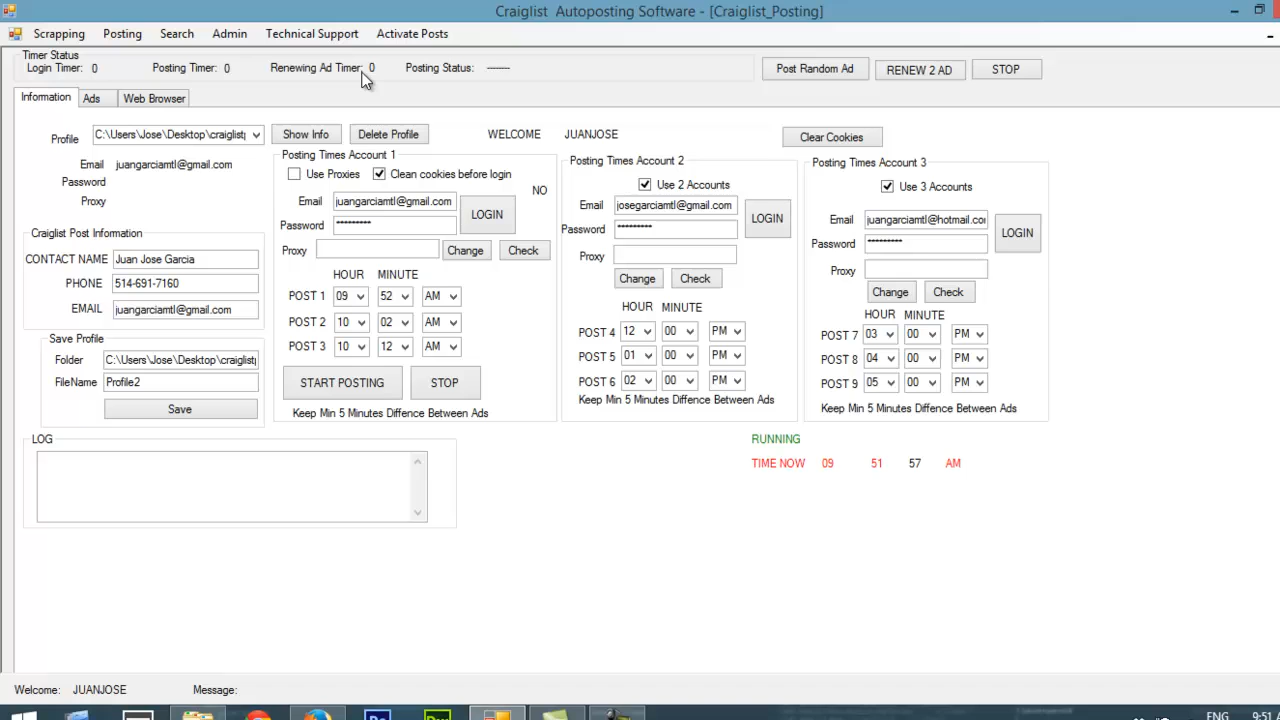 Craiglist Autoposting Software - [Craiglist_Posting]
Scrapping Posting Search Admin Technical Support Activate Posts
Timer Status
Login Timer: 0 Posting Timer: 0 Renewing Ad Timer: 0 Posting Status: -------
Post Random Ad RENEW 2 AD STOP
Information Ads Web Browser
Profile C:\Users\Jose\Desktop\craiglistp Show Info Delete Profile WELCOME JUANJOSE Clear Cookies
Email juangarciamtl@gmail.com
Password
Proxy
Craiglist Post Information
CONTACT NAME Juan Jose Garcia
PHONE 514-691-7160
EMAIL juangarciamtl@gmail.com
Save Profile
Folder C:\Users\Jose\Desktop\craiglistp
FileName Profile2
Save
Posting Times Account 1
Use Proxies Clean cookies before login
NO
Email juangarciamtl@gmail.com
LOGIN
Password *********
Proxy Change Check
HOUR MINUTE
POST 1 09 52 AM
POST 2 10 02 AM
POST 3 10 12 AM
START POSTING STOP
Keep Min 5 Minutes Diffence Between Ads
Posting Times Account 2
Use 2 Accounts
Email josegarciamtl@gmail.com
LOGIN
Password *********
Proxy
Change Check
HOUR MINUTE
POST 4 12 00 PM
POST 5 01 00 PM
POST 6 02 00 PM
Keep Min 5 Minutes Diffence Between Ads
Posting Times Account 3
Use 3 Accounts
Email juangarciamtl@hotmail.co
LOGIN
Password *********
Proxy
Change Check
HOUR MINUTE
POST 7 03 00 PM
POST 8 04 00 PM
POST 9 05 00 PM
Keep Min 5 Minutes Diffence Between Ads
LOG
RUNNING
TIME NOW 09 51 57 AM
Welcome: JUANJOSE Message:
ENG 9:51